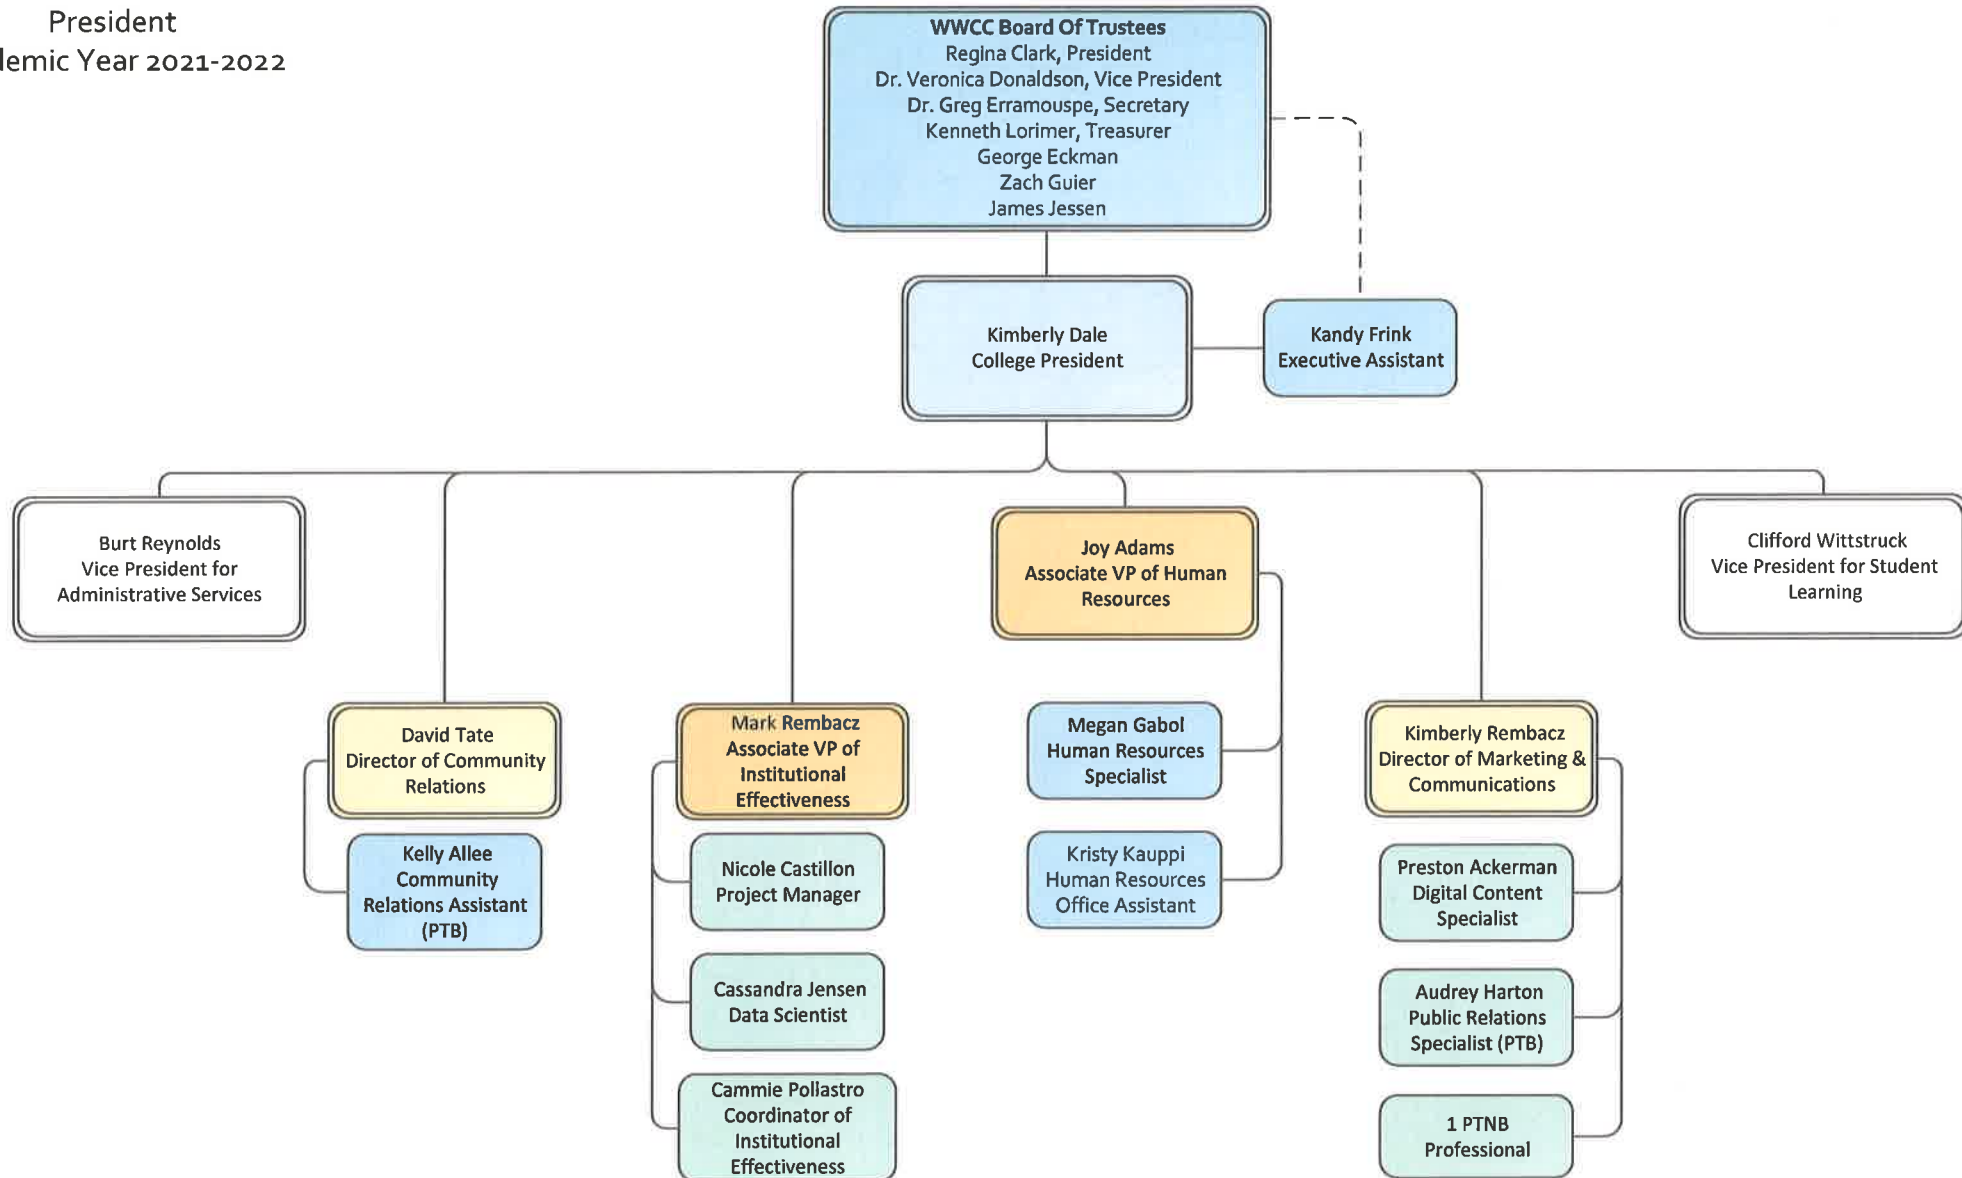 President
demic Year 2021-2022
WWCC Board Of Trustees
Regina Clark, President
Dr. Veronica Donaldson, Vice President
Dr. Greg Erramouspe, Secretary
Kenneth Lorimer, Treasurer
George Eckman
Zach Guier
James Jessen
Kimberly Dale
College President
Kandy Frink
Executive Assistant
Burt Reynolds
Vice President for
Administrative Services
Joy Adams
Associate VP of Human
Resources
Clifford Wittstruck
Vice President for Student
Learning
David Tate
Director of Community
Relations
Kelly Allee
Community
Relations Assistant
(PTB)
Mark Rembacz
Associate VP of
Institutional
Effectiveness
Nicole Castillon
Project Manager
Cassandra Jensen
Data Scientist
Cammie Pollastro
Coordinator of
Institutional
Effectiveness
Megan Gabol
Human Resources
Specialist
Kristy Kauppi
Human Resources
Office Assistant
Kimberly Rembacz
Director of Marketing &
Communications
Preston Ackerman
Digital Content
Specialist
Audrey Harton
Public Relations
Specialist (PTB)
1 PTNB
Professional